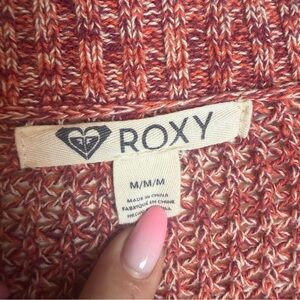 ROXY
M/M/M
MADE IN CHINA
FABRIQUÉ EN CHINE